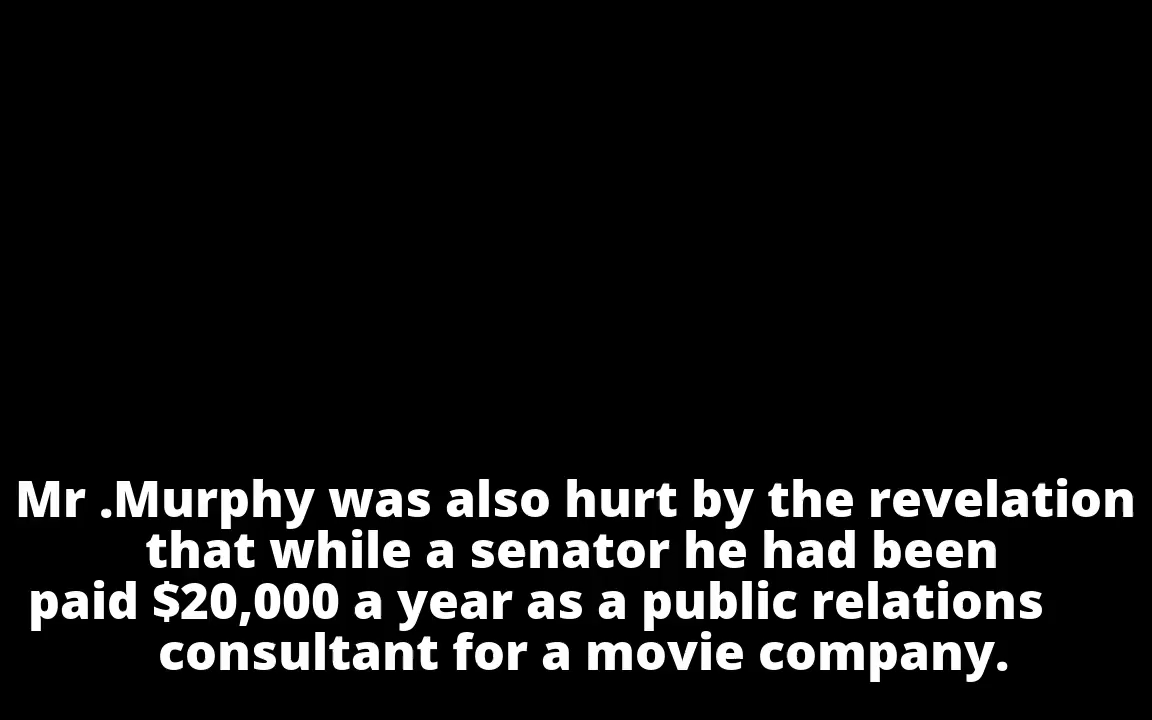 Mr .Murphy was also hurt by the revelation
that while a senator he had been
paid $20,000 a year as a public relations
consultant for a movie company.